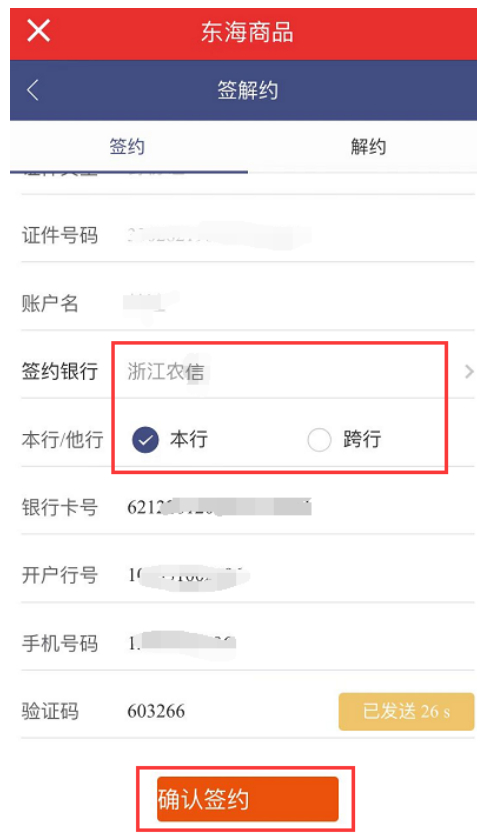 东海商品
签解约
签约 解约
证件号码
账户名
签约银行 浙江农信
本行/他行 本行 跨行
银行卡号
开户行号
手机号码
验证码 603266 已发送 26 s
确认签约